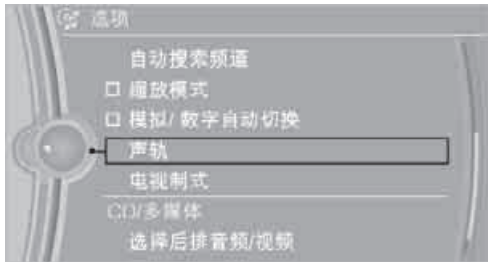 选项
自动搜索频道
缩放模式
模拟/数字自动切换
声轨
电视制式
CD/多媒体
选择后排音频/视频